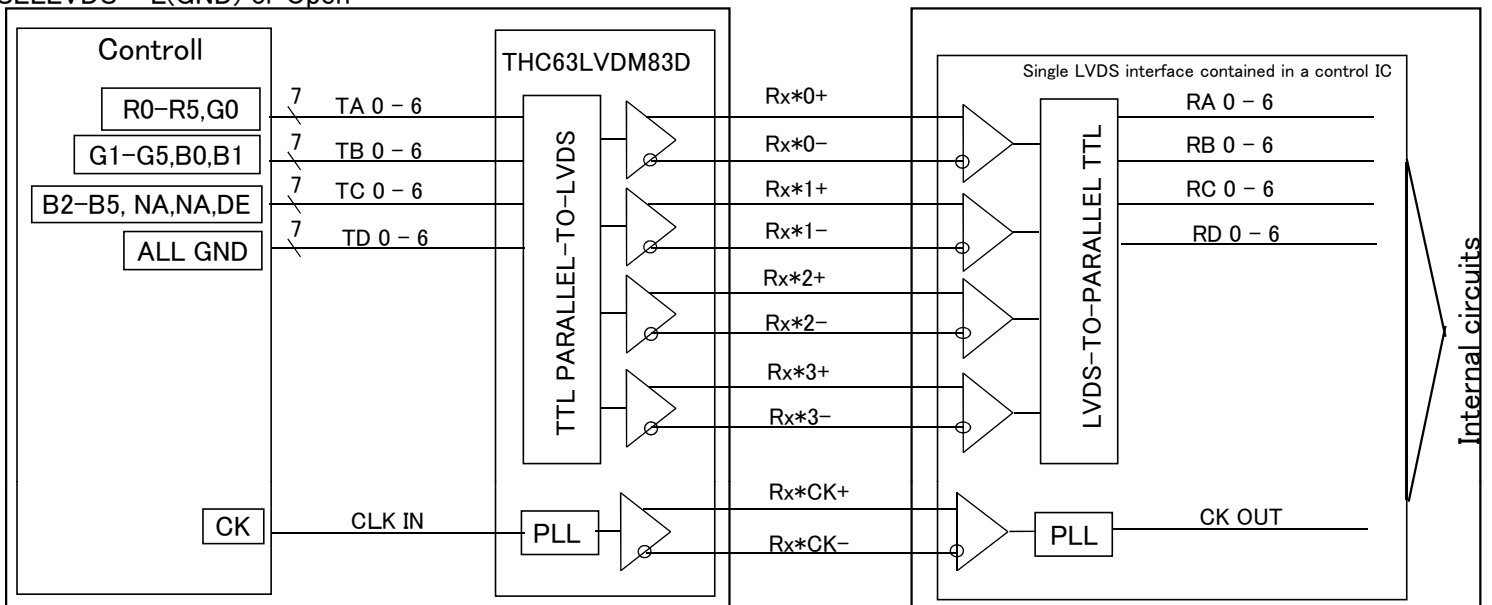 SELLVDS = L(GND) or Open
Controll
THC63LVDM83D
Single LVDS interface contained in a control IC
R0-R5,G0
7
TA 0 - 6
Rx*0+
RA 0 - 6
G1-G5,B0,B1
7
TB 0 - 6
Rx*0-
RB 0 - 6
B2-B5, NA,NA,DE
7
TC 0 - 6
Rx*1+
RC 0 - 6
ALL GND
7
TD 0 - 6
Rx*1-
RD 0 - 6
TTL PARALLEL-TO-LVDS
Rx*2+
Rx*2-
LVDS-TO-PARALLEL TTL
Internal circuits
Rx*3+
Rx*3-
CK
CLK IN
PLL
Rx*CK+
Rx*CK-
PLL
CK OUT